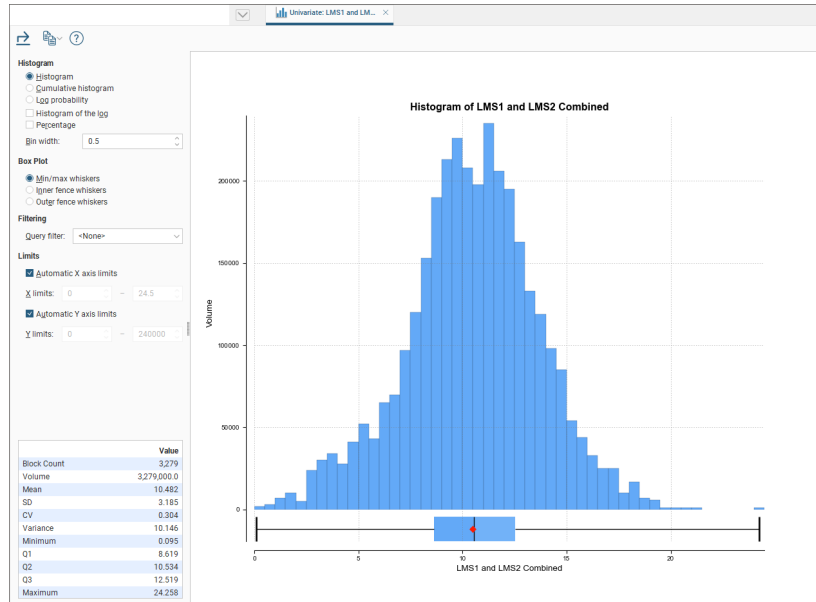 Univariate: LMS1 and LM... ×
?
Histogram
Histogram
Cumulative histogram
Log probability
Histogram of the log
Percentage
Bin width: 0.5
Box Plot
Min/max whiskers
Inner fence whiskers
Outer fence whiskers
Filtering
Query filter: <None>
Limits
Automatic X axis limits
X limits: 0 – 24.5
Automatic Y axis limits
Y limits: 0 – 240000
Value
Block Count 3,279
Volume 3,279,000.0
Mean 10.482
SD 3.185
CV 0.304
Variance 10.146
Minimum 0.095
Q1 8.619
Q2 10.534
Q3 12.519
Maximum 24.258
Histogram of LMS1 and LMS2 Combined
Volume
200000
150000
100000
50000
0
0 5 10 15 20
LMS1 and LMS2 Combined